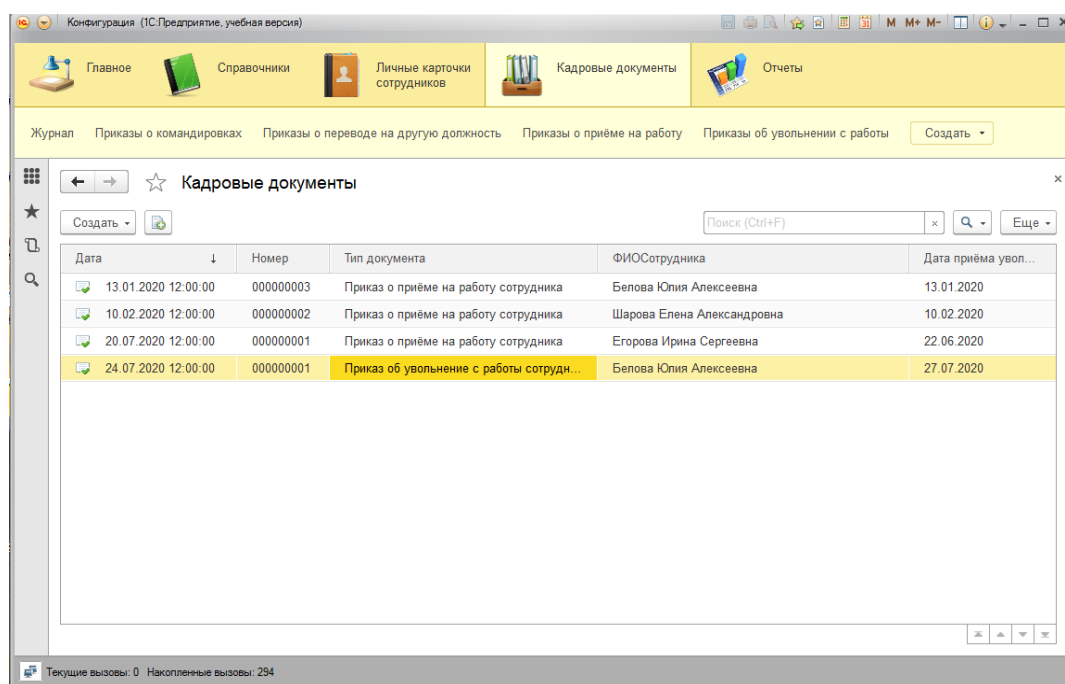 Конфигурация (1С:Предприятие, учебная версия)
M M+ M-
Главное Справочники Личные карточки сотрудников Кадровые документы Отчеты
Журнал Приказы о командировках Приказы о переводе на другую должность Приказы о приёме на работу Приказы об увольнении с работы Создать
Кадровые документы
Создать Поиск (Ctrl+F) Еще
Дата Номер Тип документа ФИОСотрудника Дата приёма увол...
13.01.2020 12:00:00 000000003 Приказ о приёме на работу сотрудника Белова Юлия Алексеевна 13.01.2020
10.02.2020 12:00:00 000000002 Приказ о приёме на работу сотрудника Шарова Елена Александровна 10.02.2020
20.07.2020 12:00:00 000000001 Приказ о приёме на работу сотрудника Егорова Ирина Сергеевна 22.06.2020
24.07.2020 12:00:00 000000001 Приказ об увольнение с работы сотрудн... Белова Юлия Алексеевна 27.07.2020
Текущие вызовы: 0 Накопленные вызовы: 294